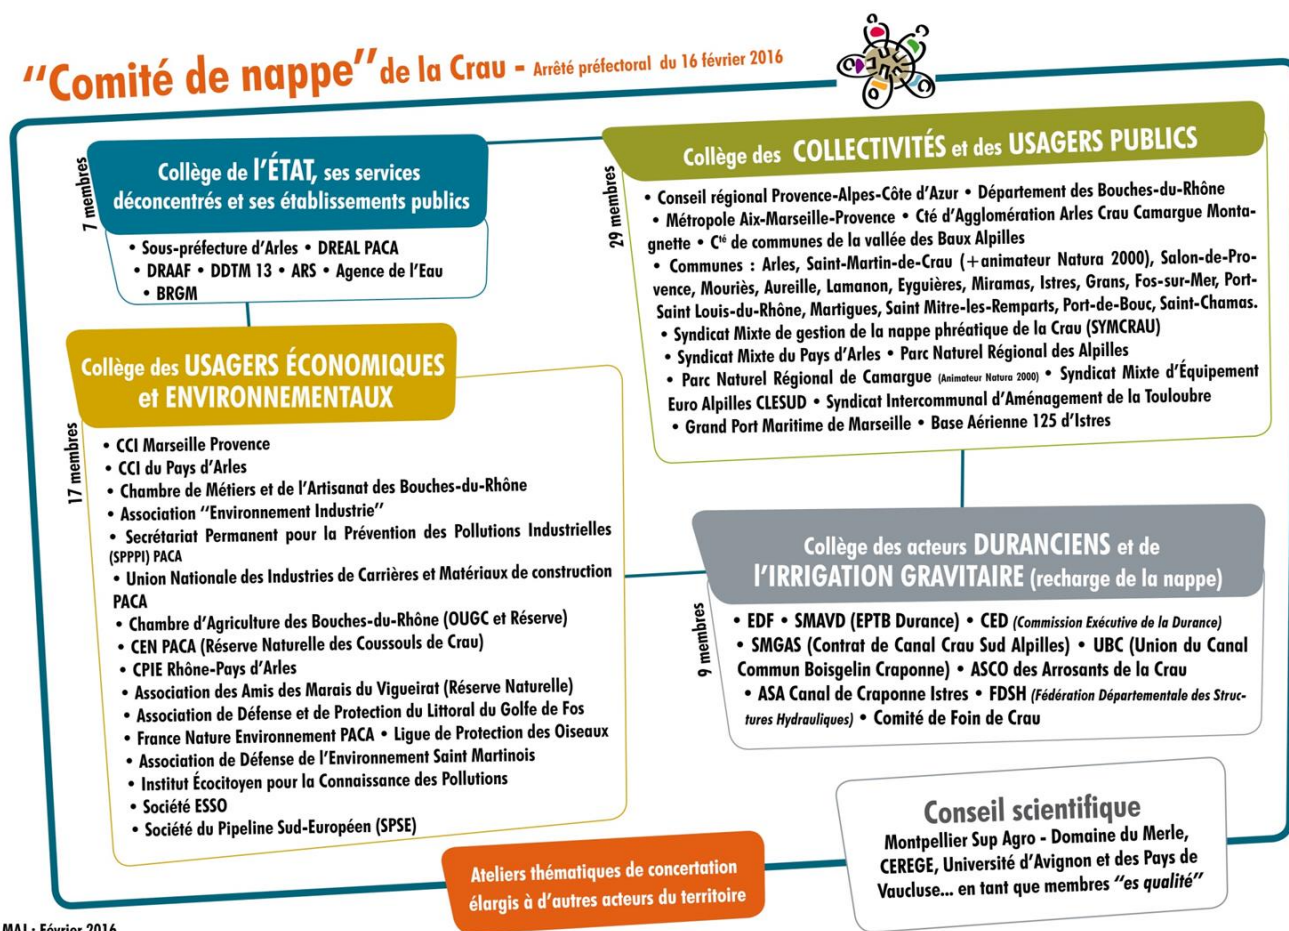 “Comité de nappe” de la Crau - Arrêté préfectoral du 16 février 2016
7 membres
Collège de l’ÉTAT, ses services
déconcentrés et ses établissements publics
• Sous-préfecture d’Arles • DREAL PACA
• DRAAF • DDTM 13 • ARS • Agence de l’Eau
• BRGM
29 membres
Collège des COLLECTIVITÉS et des USAGERS PUBLICS
• Conseil régional Provence-Alpes-Côte d’Azur • Département des Bouches-du-Rhône
• Métropole Aix-Marseille-Provence • Cté d’Agglomération Arles Crau Camargue Monta-
gnette • Cté de communes de la vallée des Baux Alpilles
• Communes : Arles, Saint-Martin-de-Crau (+animateur Natura 2000), Salon-de-Pro-
vence, Mouriès, Aureille, Lamanon, Eyguières, Miramas, Istres, Grans, Fos-sur-Mer, Port-
Saint Louis-du-Rhône, Martigues, Saint Mitre-les-Remparts, Port-de-Bouc, Saint-Chamas.
• Syndicat Mixte de gestion de la nappe phréatique de la Crau (SYMCRAU)
• Syndicat Mixte du Pays d’Arles • Parc Naturel Régional des Alpilles
• Parc Naturel Régional de Camargue (Animateur Natura 2000) • Syndicat Mixte d’Équipement
Euro Alpilles CLESUD • Syndicat Intercommunal d’Aménagement de la Touloubre
• Grand Port Maritime de Marseille • Base Aérienne 125 d’Istres
17 membres
Collège des USAGERS ÉCONOMIQUES
et ENVIRONNEMENTAUX
• CCI Marseille Provence
• CCI du Pays d’Arles
• Chambre de Métiers et de l’Artisanat des Bouches-du-Rhône
• Association “Environnement Industrie”
• Secrétariat Permanent pour la Prévention des Pollutions Industrielles
(SPPPI) PACA
• Union Nationale des Industries de Carrières et Matériaux de construction
PACA
• Chambre d’Agriculture des Bouches-du-Rhône (OUGC et Réserve)
• CEN PACA (Réserve Naturelle des Coussouls de Crau)
• CPIE Rhône-Pays d’Arles
• Association des Amis des Marais du Vigueirat (Réserve Naturelle)
• Association de Défense et de Protection du Littoral du Golfe de Fos
• France Nature Environnement PACA • Ligue de Protection des Oiseaux
• Association de Défense de l’Environnement Saint Martinois
• Institut Écocitoyen pour la Connaissance des Pollutions
• Société ESSO
• Société du Pipeline Sud-Européen (SPSE)
9 membres
Collège des acteurs DURANCIENS et de
l’IRRIGATION GRAVITAIRE (recharge de la nappe)
• EDF • SMAVD (EPTB Durance) • CED (Commission Exécutive de la Durance)
• SMGAS (Contrat de Canal Crau Sud Alpilles) • UBC (Union du Canal
Commun Boisgelin Craponne) • ASCO des Arrosants de la Crau
• ASA Canal de Craponne Istres • FDSH (Fédération Départementale des Struc-
tures Hydrauliques) • Comité de Foin de Crau
Conseil scientifique
Montpellier Sup Agro - Domaine du Merle,
CEREGE, Université d’Avignon et des Pays de
Vaucluse... en tant que membres “es qualité”
Ateliers thématiques de concertation
élargis à d’autres acteurs du territoire
MAJ : Février 2016